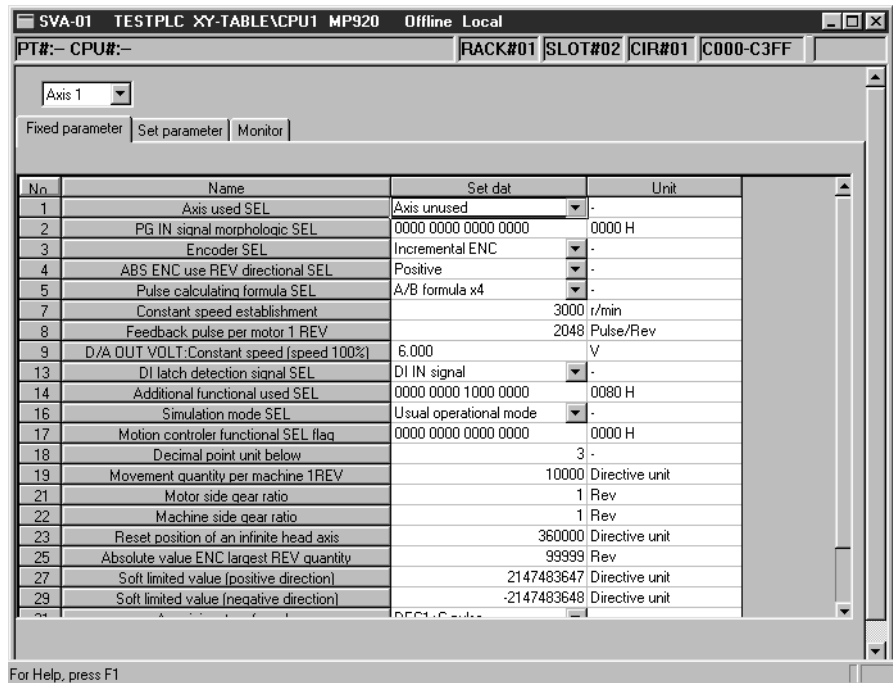 SVA-01 TESTPLC XY-TABLE\CPU1 MP920 Offline Local
PT#:– CPU#:– RACK#01 SLOT#02 CIR#01 C000-C3FF
Axis 1
Fixed parameter Set parameter Monitor
No Name Set dat Unit
1 Axis used SEL Axis unused -
2 PG IN signal morphologic SEL 0000 0000 0000 0000 0000 H
3 Encoder SEL Incremental ENC -
4 ABS ENC use REV directional SEL Positive -
5 Pulse calculating formula SEL A/B formula x4 -
7 Constant speed establishment 3000 r/min
8 Feedback pulse per motor 1 REV 2048 Pulse/Rev
9 D/A OUT VOLT:Constant speed (speed 100%) 6.000 V
13 DI latch detection signal SEL DI IN signal -
14 Additional functional used SEL 0000 0000 1000 0000 0080 H
16 Simulation mode SEL Usual operational mode -
17 Motion controler functional SEL flag 0000 0000 0000 0000 0000 H
18 Decimal point unit below 3 -
19 Movement quantity per machine 1REV 10000 Directive unit
21 Motor side gear ratio 1 Rev
22 Machine side gear ratio 1 Rev
23 Reset position of an infinite head axis 360000 Directive unit
25 Absolute value ENC largest REV quantity 99999 Rev
27 Soft limited value (positive direction) 2147483647 Directive unit
29 Soft limited value (negative direction) -2147483648 Directive unit
For Help, press F1